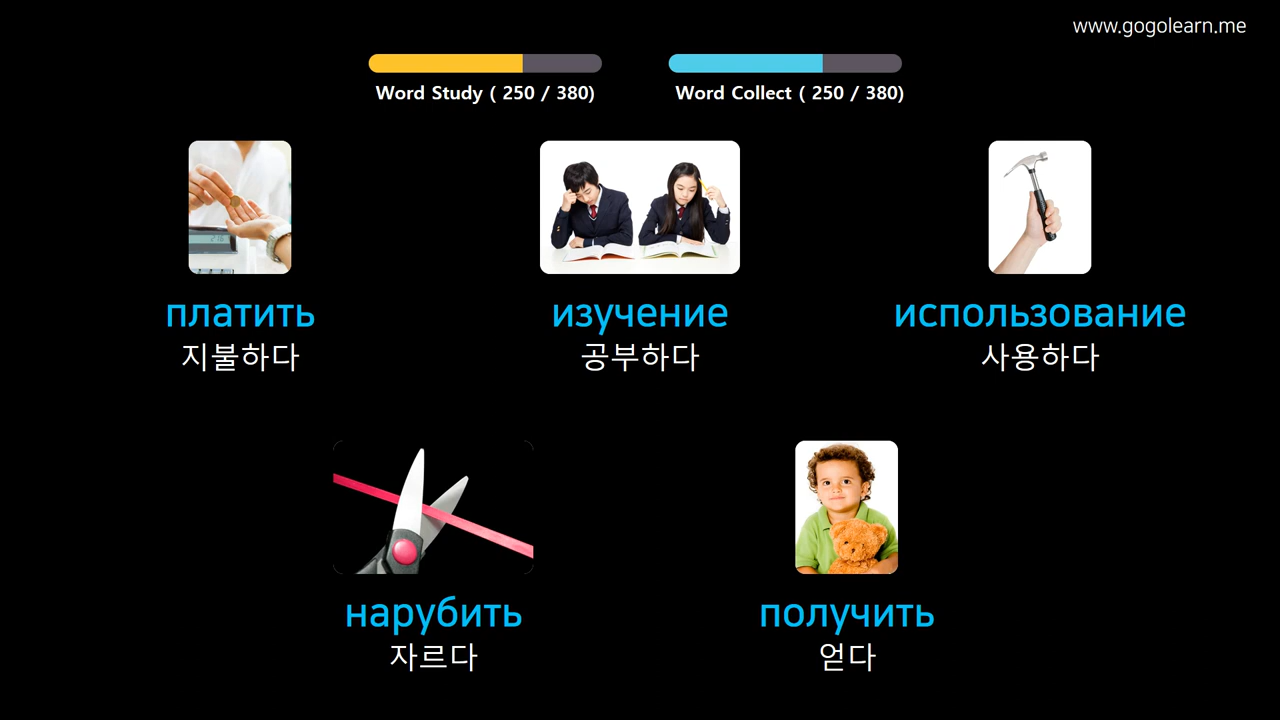 www.gogolearn.me
Word Study ( 250 / 380)
Word Collect ( 250 / 380)
платить
지불하다
изучение
공부하다
использование
사용하다
нарубить
자르다
получить
얻다